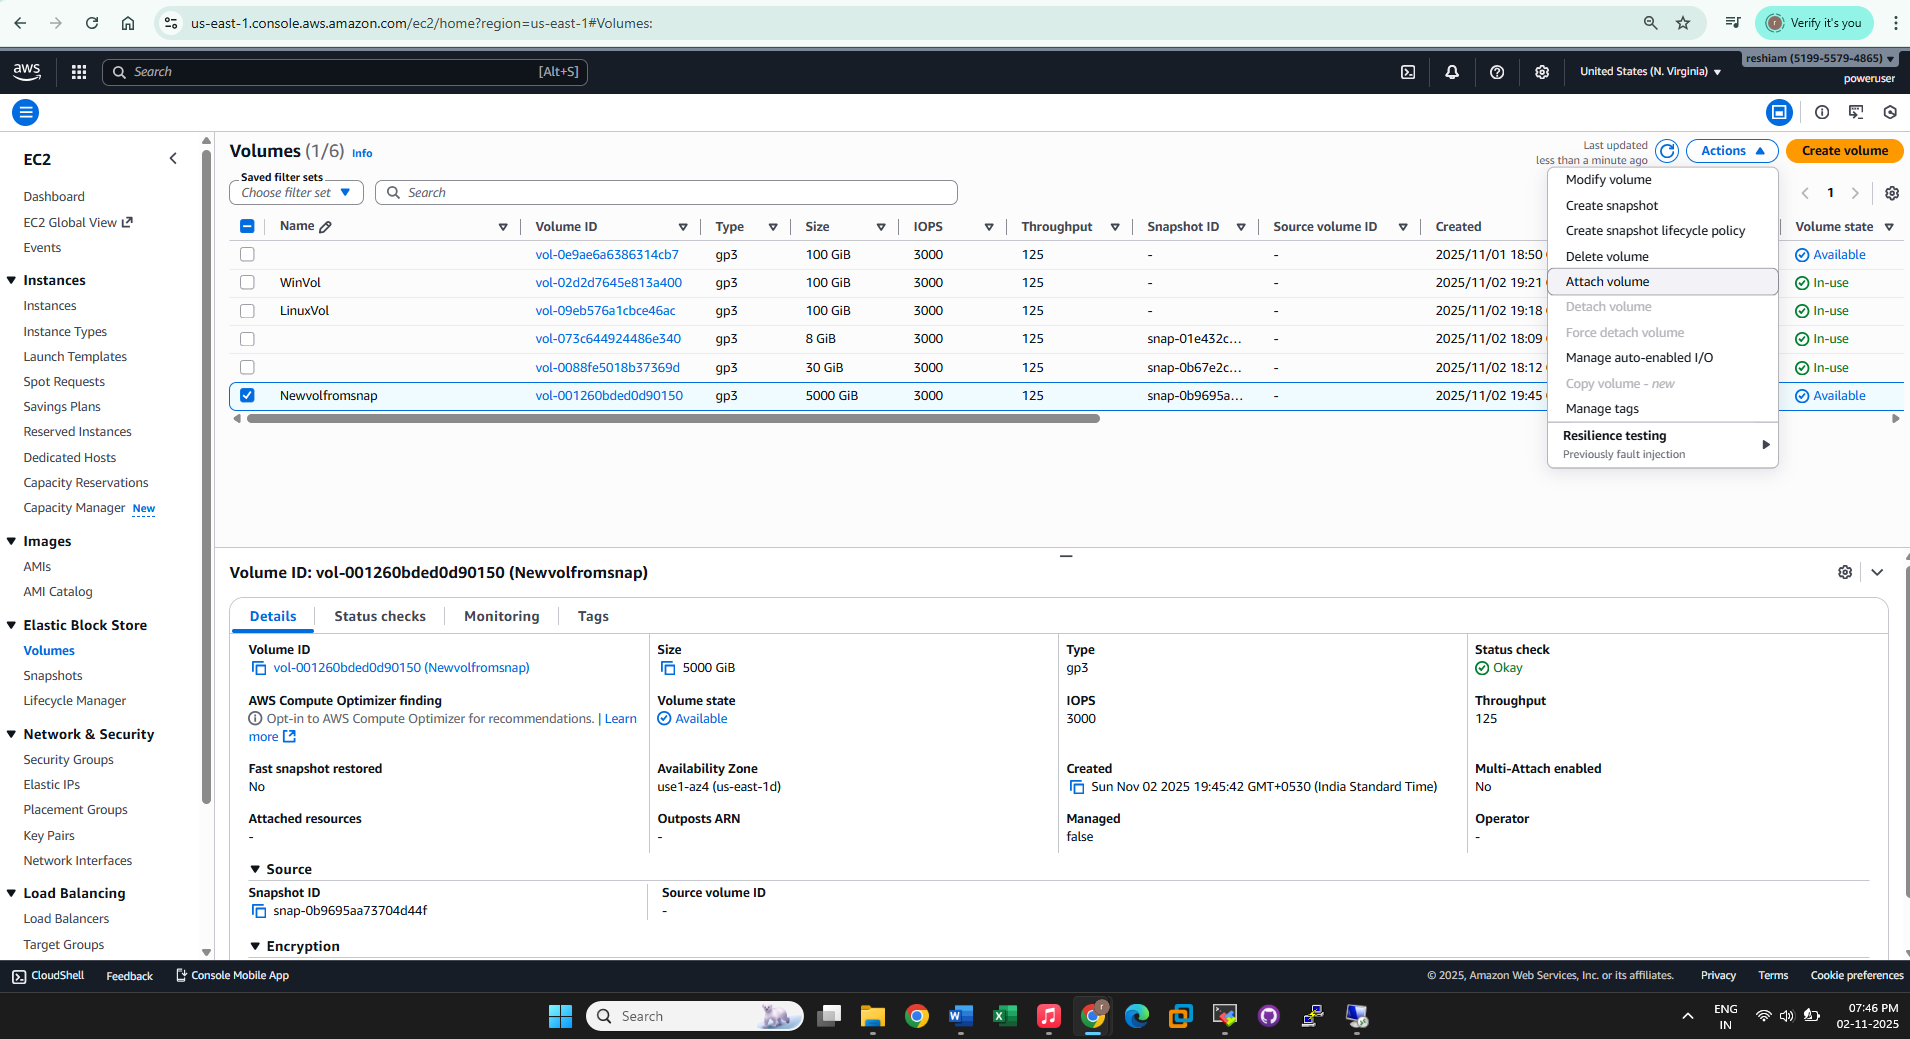 us-east-1.console.aws.amazon.com/ec2/home?region=us-east-1#Volumes:
Verify it's you
aws
Search
[Alt+S]
United States (N. Virginia)
reshiam (5199-5579-4865)
poweruser
EC2
Dashboard
EC2 Global View
Events
Instances
Instances
Instance Types
Launch Templates
Spot Requests
Savings Plans
Reserved Instances
Dedicated Hosts
Capacity Reservations
Capacity Manager New
Images
AMIs
AMI Catalog
Elastic Block Store
Volumes
Snapshots
Lifecycle Manager
Network & Security
Security Groups
Elastic IPs
Placement Groups
Key Pairs
Network Interfaces
Load Balancing
Load Balancers
Target Groups
Volumes (1/6) Info
Last updated
less than a minute ago
Actions
Create volume
Saved filter sets
Choose filter set
Search
1
Name Volume ID Type Size IOPS Throughput Snapshot ID Source volume ID Created Volume state
vol-0e9ae6a6386314cb7 gp3 100 GiB 3000 125 - - 2025/11/01 18:50 Available
WinVol vol-02d2d7645e813a400 gp3 100 GiB 3000 125 - - 2025/11/02 19:21 In-use
LinuxVol vol-09eb576a1cbce46ac gp3 100 GiB 3000 125 - - 2025/11/02 19:18 In-use
vol-073c644924486e340 gp3 8 GiB 3000 125 snap-01e432c... - 2025/11/02 18:09 In-use
vol-0088fe5018b37369d gp3 30 GiB 3000 125 snap-0b67e2c... - 2025/11/02 18:12 In-use
Newvolfromsnap vol-001260bded0d90150 gp3 5000 GiB 3000 125 snap-0b9695a... - 2025/11/02 19:45 Available
Modify volume
Create snapshot
Create snapshot lifecycle policy
Delete volume
Attach volume
Detach volume
Force detach volume
Manage auto-enabled I/O
Copy volume - new
Manage tags
Resilience testing
Previously fault injection
Volume ID: vol-001260bded0d90150 (Newvolfromsnap)
Details Status checks Monitoring Tags
Volume ID
vol-001260bded0d90150 (Newvolfromsnap)
Size
5000 GiB
Type
gp3
Status check
Okay
AWS Compute Optimizer finding
Opt-in to AWS Compute Optimizer for recommendations. | Learn
more
Volume state
Available
IOPS
3000
Throughput
125
Fast snapshot restored
No
Availability Zone
use1-az4 (us-east-1d)
Created
Sun Nov 02 2025 19:45:42 GMT+0530 (India Standard Time)
Multi-Attach enabled
No
Attached resources
-
Outposts ARN
-
Managed
false
Operator
-
Source
Snapshot ID
snap-0b9695aa73704d44f
Source volume ID
-
Encryption
CloudShell Feedback Console Mobile App
© 2025, Amazon Web Services, Inc. or its affiliates. Privacy Terms Cookie preferences
Search
ENG
IN
07:46 PM
02-11-2025